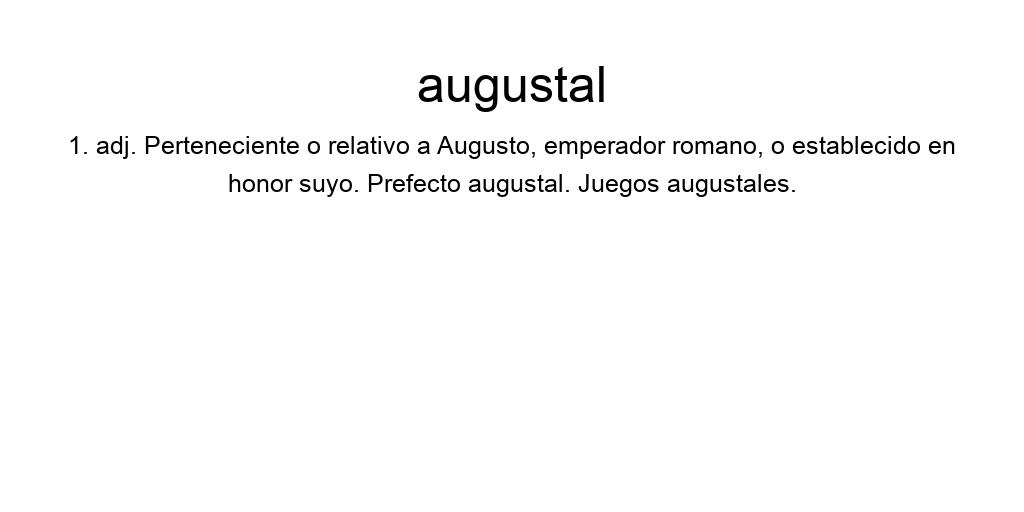 augustal
1. adj. Perteneciente o relativo a Augusto, emperador romano, o establecido en
honor suyo. Prefecto augustal. Juegos augustales.